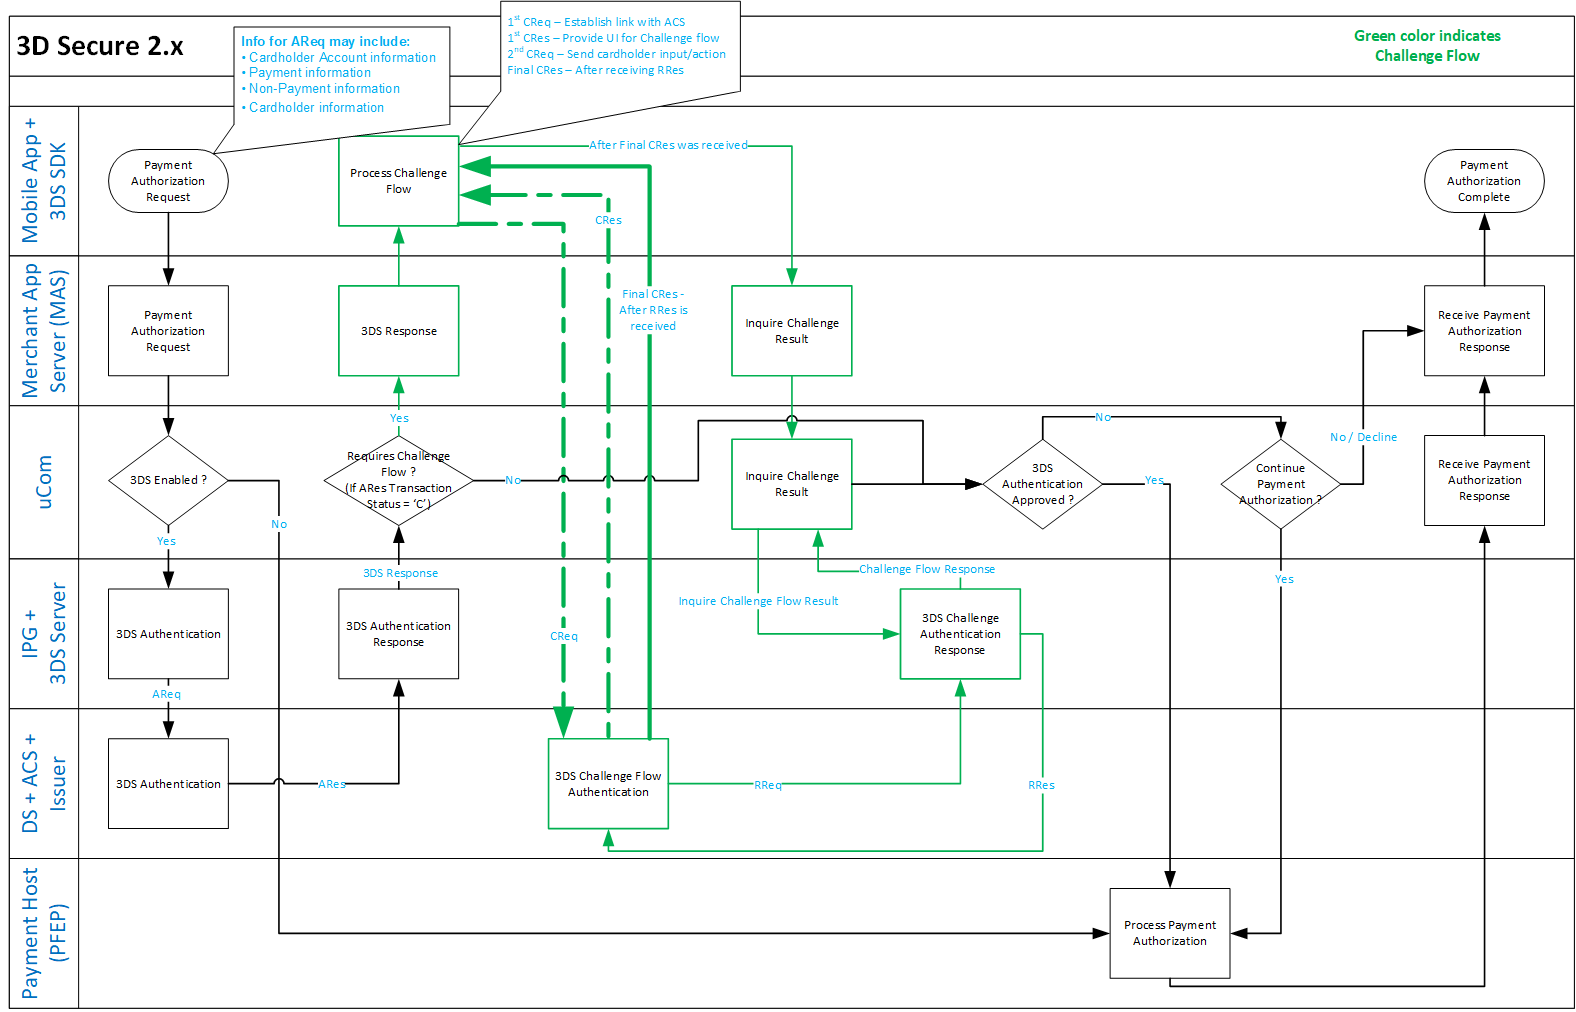 3D Secure 2.x
Info for AReq may include:
• Cardholder Account information
• Payment information
• Non-Payment information
• Cardholder information
1st CReq – Establish link with ACS
1st CRes – Provide UI for Challenge flow
2nd CReq – Send cardholder input/action
Final CRes – After receiving RRes
Green color indicates
Challenge Flow
Mobile App +
3DS SDK
Payment
Authorization
Request
Process Challenge
Flow
After Final CRes was received
CRes
Payment
Authorization
Complete
Merchant App
Server (MAS)
Payment
Authorization
Request
3DS Response
Final CRes -
After RRes is
received
Inquire Challenge
Result
Receive Payment
Authorization
Response
uCom
3DS Enabled ?
No
Yes
Yes
Requires Challenge
Flow ?
(If ARes Transaction
Status = ‘C’)
No
Inquire Challenge
Result
3DS
Authentication
Approved ?
No
Yes
Continue
Payment
Authorization ?
No / Decline
Yes
Receive Payment
Authorization
Response
IPG +
3DS Server
3DS Authentication
AReq
3DS Response
3DS Authentication
Response
CReq
Inquire Challenge Flow Result
Challenge Flow Response
3DS Challenge
Authentication
Response
DS + ACS +
Issuer
3DS Authentication
ARes
3DS Challenge Flow
Authentication
RReq
RRes
Payment Host
(PFEP)
Process Payment
Authorization